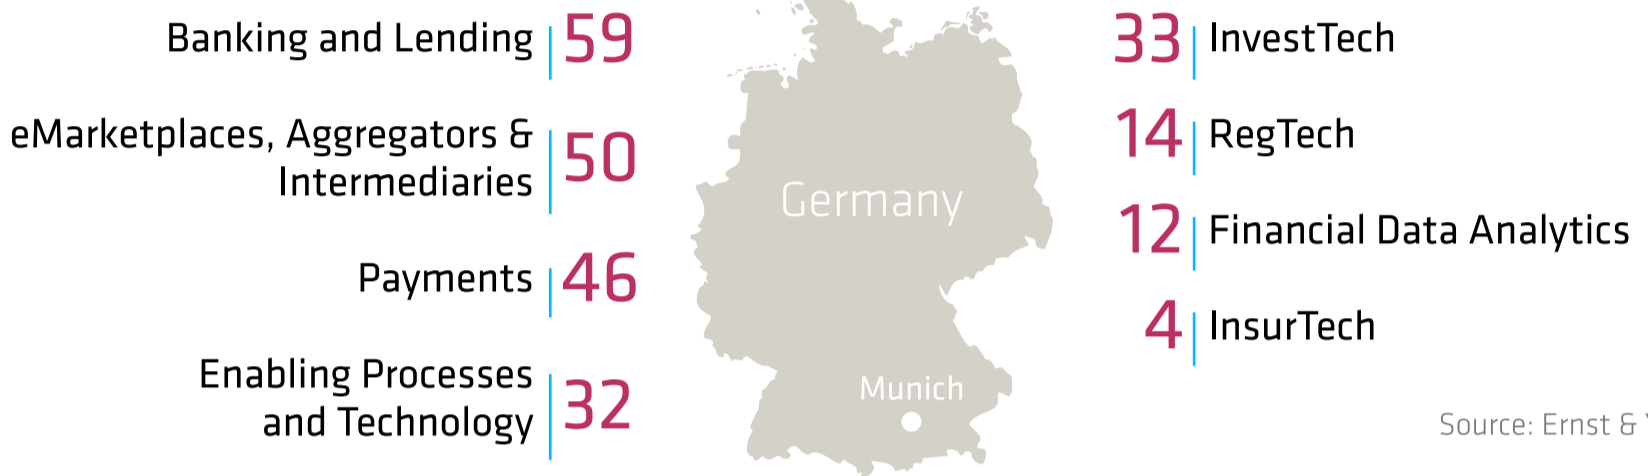 Banking and Lending 59
eMarketplaces, Aggregators &
Intermediaries 50
Payments 46
Enabling Processes
and Technology 32
Germany
Munich
33 InvestTech
14 RegTech
12 Financial Data Analytics
4 InsurTech
Source: Ernst &